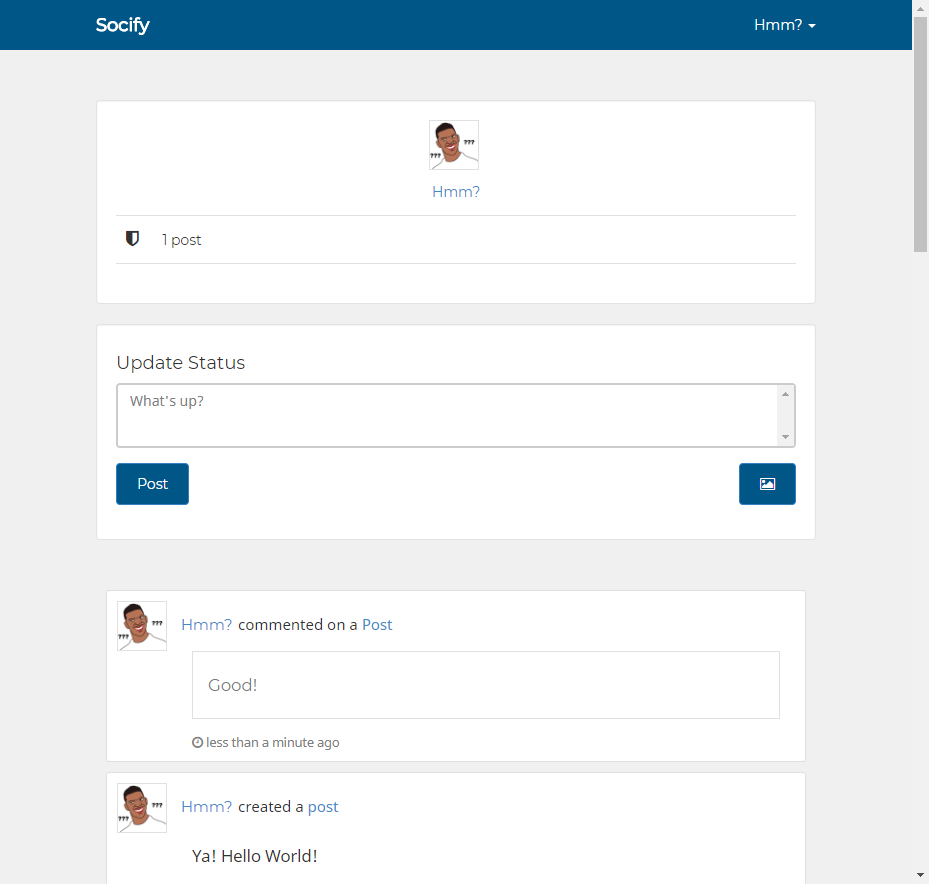 Socify
Hmm?
???
???
Hmm?
1 post
Update Status
What's up?
Post
???
???
Hmm? commented on a Post
Good!
less than a minute ago
???
???
Hmm? created a post
Ya! Hello World!